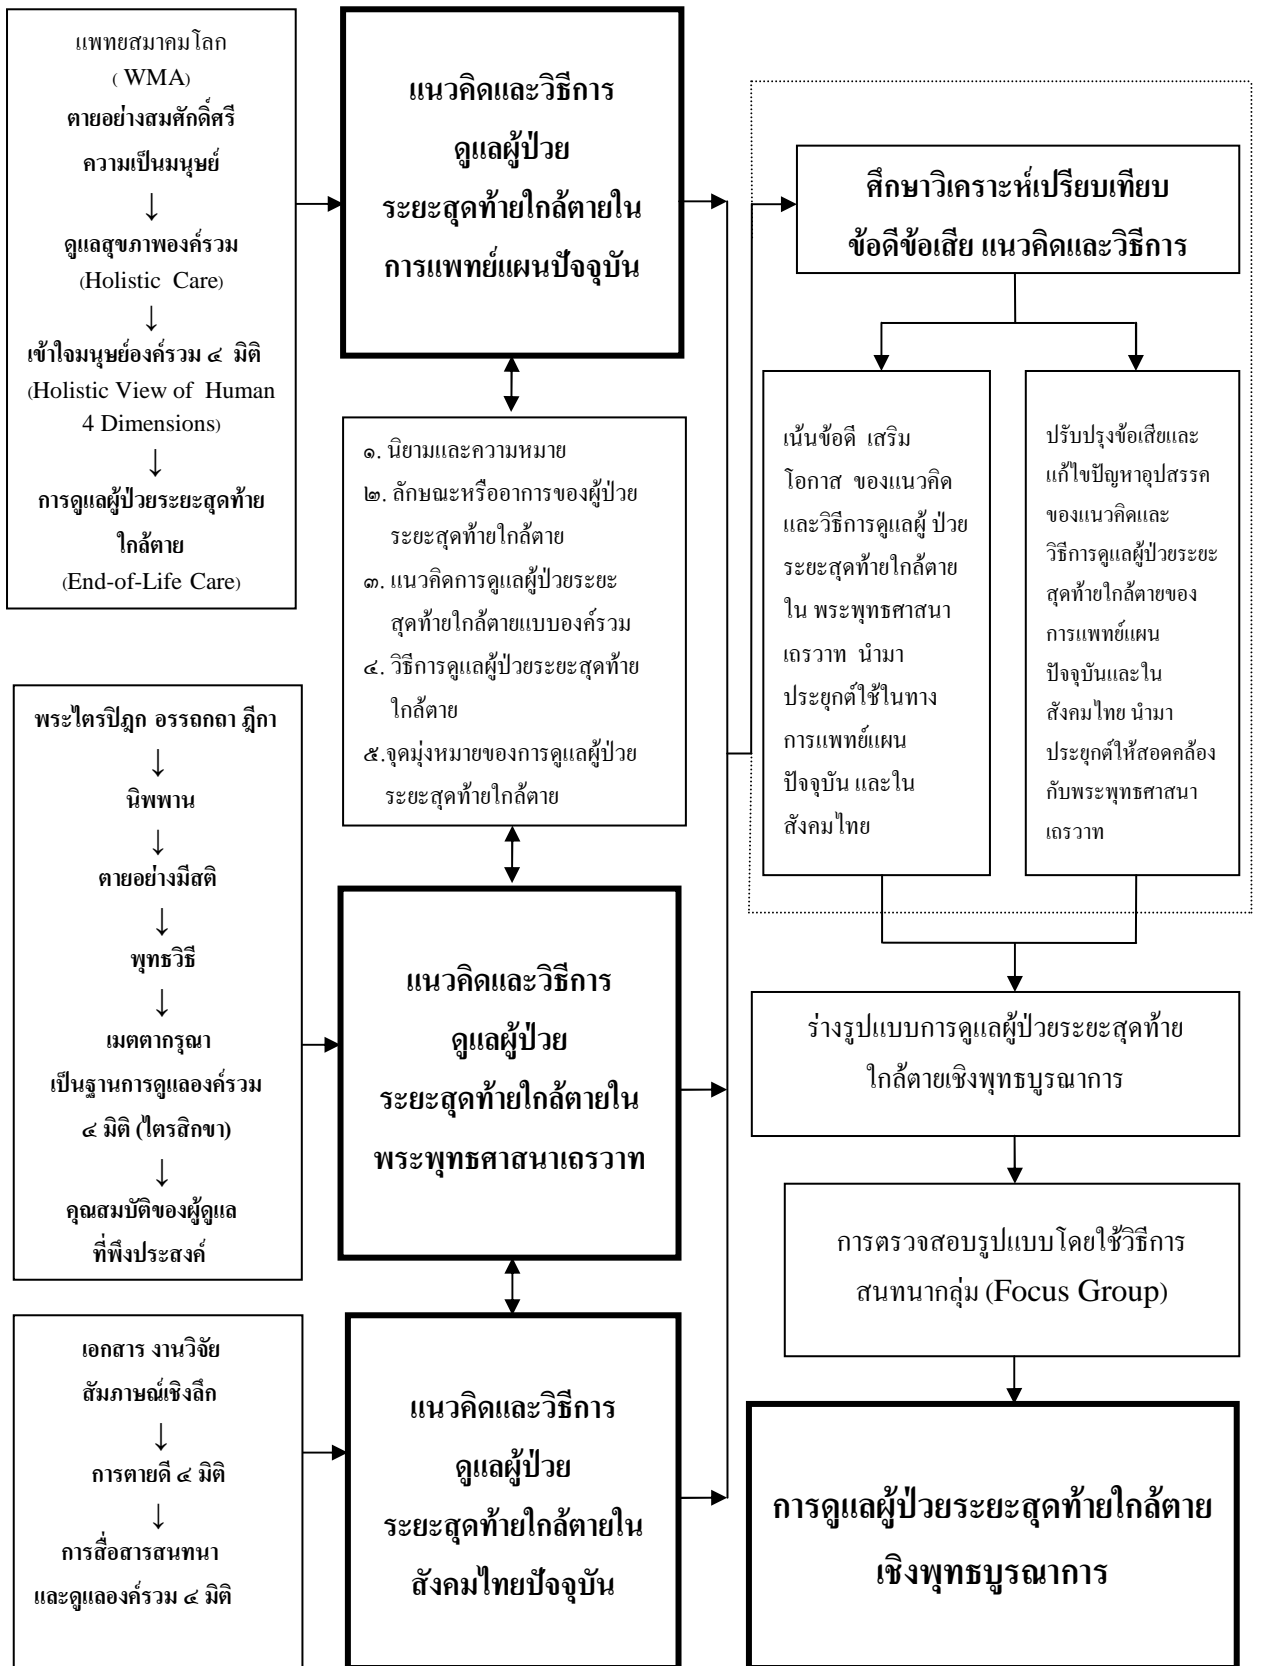 แพทยสมาคมโลก
( WMA)
ตายอย่างสมศักดิ์ศรี
ความเป็นมนุษย์
↓
ดูแลสุขภาพองค์รวม
(Holistic Care)
↓
เข้าใจมนุษย์องค์รวม ๔ มิติ
(Holistic View of Human
4 Dimensions)
↓
การดูแลผู้ป่วยระยะสุดท้าย
ใกล้ตาย
(End-of-Life Care)
พระไตรปิฎก อรรถกถา ฎีกา
↓
นิพพาน
↓
ตายอย่างมีสติ
↓
พุทธวิธี
↓
เมตตากรุณา
เป็นฐานการดูแลองค์รวม
๔ มิติ (ไตรสิกขา)
↓
คุณสมบัติของผู้ดูแล
ที่พึงประสงค์
เอกสาร งานวิจัย
สัมภาษณ์เชิงลึก
↓
การตายดี ๔ มิติ
↓
การสื่อสารสนทนา
และดูแลองค์รวม ๔ มิติ
แนวคิดและวิธีการ
ดูแลผู้ป่วย
ระยะสุดท้ายใกล้ตายใน
การแพทย์แผนปัจจุบัน
๑. นิยามและความหมาย
๒. ลักษณะหรืออาการของผู้ป่วย
ระยะสุดท้ายใกล้ตาย
๓. แนวคิดการดูแลผู้ป่วยระยะ
สุดท้ายใกล้ตายแบบองค์รวม
๔. วิธีการดูแลผู้ป่วยระยะสุดท้าย
ใกล้ตาย
๕.จุดมุ่งหมายของการดูแลผู้ป่วย
ระยะสุดท้ายใกล้ตาย
แนวคิดและวิธีการ
ดูแลผู้ป่วย
ระยะสุดท้ายใกล้ตายใน
พระพุทธศาสนาเถรวาท
แนวคิดและวิธีการ
ดูแลผู้ป่วย
ระยะสุดท้ายใกล้ตายใน
สังคมไทยปัจจุบัน
ศึกษาวิเคราะห์เปรียบเทียบ
ข้อดีข้อเสีย แนวคิดและวิธีการ
เน้นข้อดี เสริม
โอกาส ของแนวคิด
และวิธีการดูแลผู้ ป่วย
ระยะสุดท้ายใกล้ตาย
ใน พระพุทธศาสนา
เถรวาท นำมา
ประยุกต์ใช้ในทาง
การแพทย์แผน
ปัจจุบัน และใน
สังคมไทย
ปรับปรุงข้อเสียและ
แก้ไขปัญหาอุปสรรค
ของแนวคิดและ
วิธีการดูแลผู้ป่วยระยะ
สุดท้ายใกล้ตายของ
การแพทย์แผน
ปัจจุบันและใน
สังคมไทย นำมา
ประยุกต์ให้สอดคล้อง
กับพระพุทธศาสนา
เถรวาท
ร่างรูปแบบการดูแลผู้ป่วยระยะสุดท้าย
ใกล้ตายเชิงพุทธบูรณาการ
การตรวจสอบรูปแบบโดยใช้วิธีการ
สนทนากลุ่ม (Focus Group)
การดูแลผู้ป่วยระยะสุดท้ายใกล้ตาย
เชิงพุทธบูรณาการ